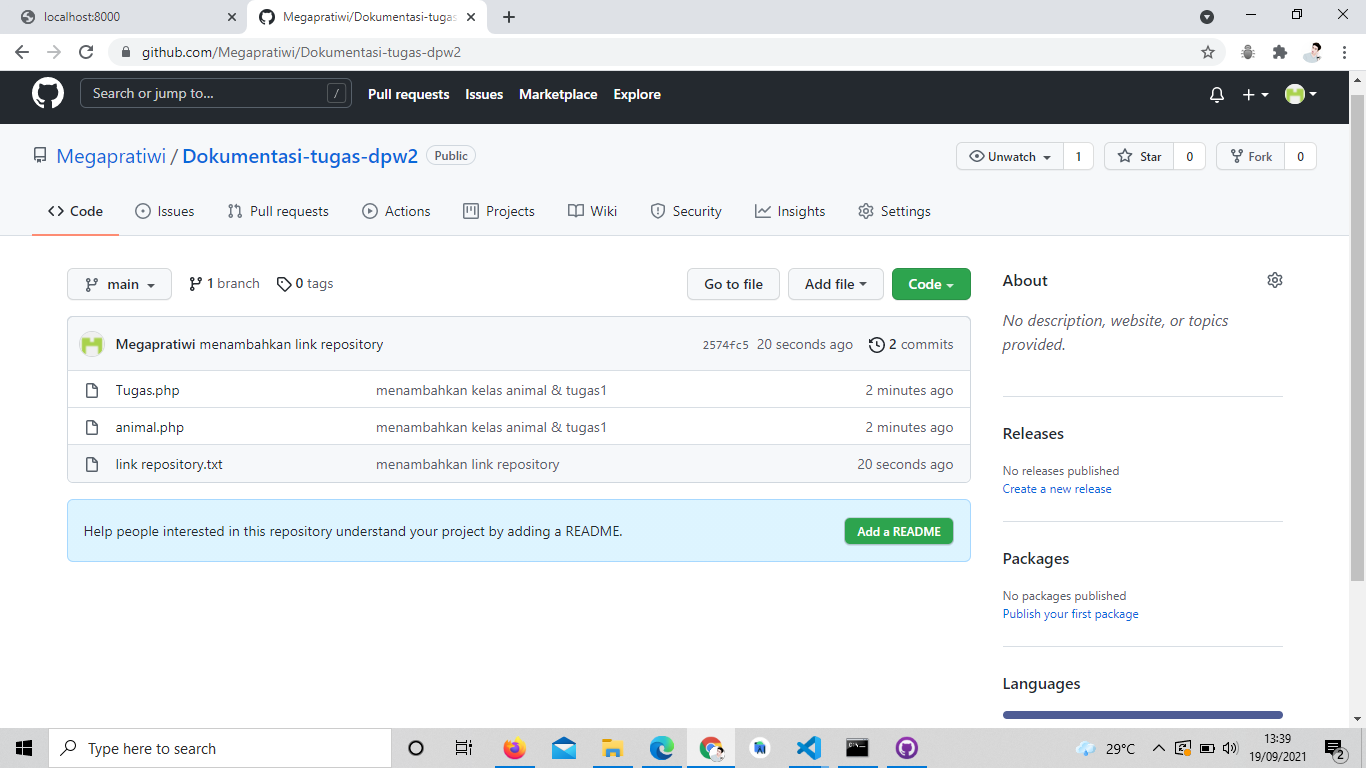 localhost:8000
Megapratiwi/Dokumentasi-tugas
github.com/Megapratiwi/Dokumentasi-tugas-dpw2
Search or jump to... /
Pull requests Issues Marketplace Explore
Megapratiwi / Dokumentasi-tugas-dpw2 Public
Unwatch 1 Star 0 Fork 0
Code Issues Pull requests Actions Projects Wiki Security Insights Settings
main 1 branch 0 tags Go to file Add file Code
Megapratiwi menambahkan link repository 2574fc5 20 seconds ago 2 commits
Tugas.php menambahkan kelas animal & tugas1 2 minutes ago
animal.php menambahkan kelas animal & tugas1 2 minutes ago
link repository.txt menambahkan link repository 20 seconds ago
Help people interested in this repository understand your project by adding a README. Add a README
About
No description, website, or topics
provided.
Releases
No releases published
Create a new release
Packages
No packages published
Publish your first package
Languages
Type here to search
29°C
13:39
19/09/2021
2